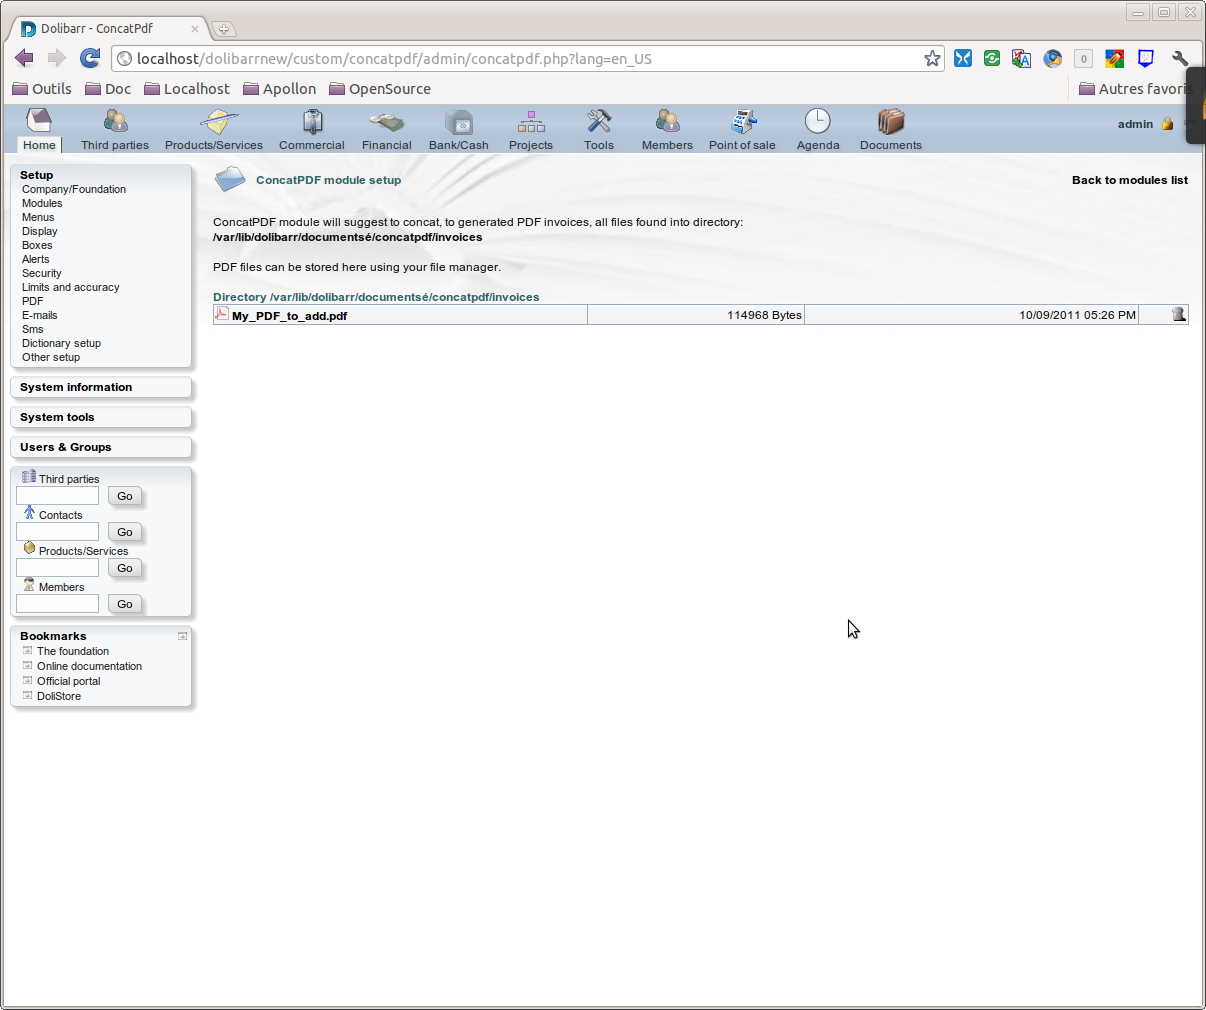 Dolibarr - ConcatPdf
localhost/dolibarrnew/custom/concatpdf/admin/concatpdf.php?lang=en_US
0
Outils Doc Localhost Apollon OpenSource Autres favoris
Home Third parties Products/Services Commercial Financial Bank/Cash Projects Tools Members Point of sale Agenda Documents
admin
Setup
Company/Foundation
Modules
Menus
Display
Boxes
Alerts
Security
Limits and accuracy
PDF
E-mails
Sms
Dictionary setup
Other setup
System information
System tools
Users & Groups
Third parties
Go
Contacts
Go
Products/Services
Go
Members
Go
Bookmarks
The foundation
Online documentation
Official portal
DoliStore
ConcatPDF module setup
Back to modules list
ConcatPDF module will suggest to concat, to generated PDF invoices, all files found into directory:
/var/lib/dolibarr/documentsé/concatpdf/invoices
PDF files can be stored here using your file manager.
Directory /var/lib/dolibarr/documentsé/concatpdf/invoices
My_PDF_to_add.pdf 114968 Bytes 10/09/2011 05:26 PM